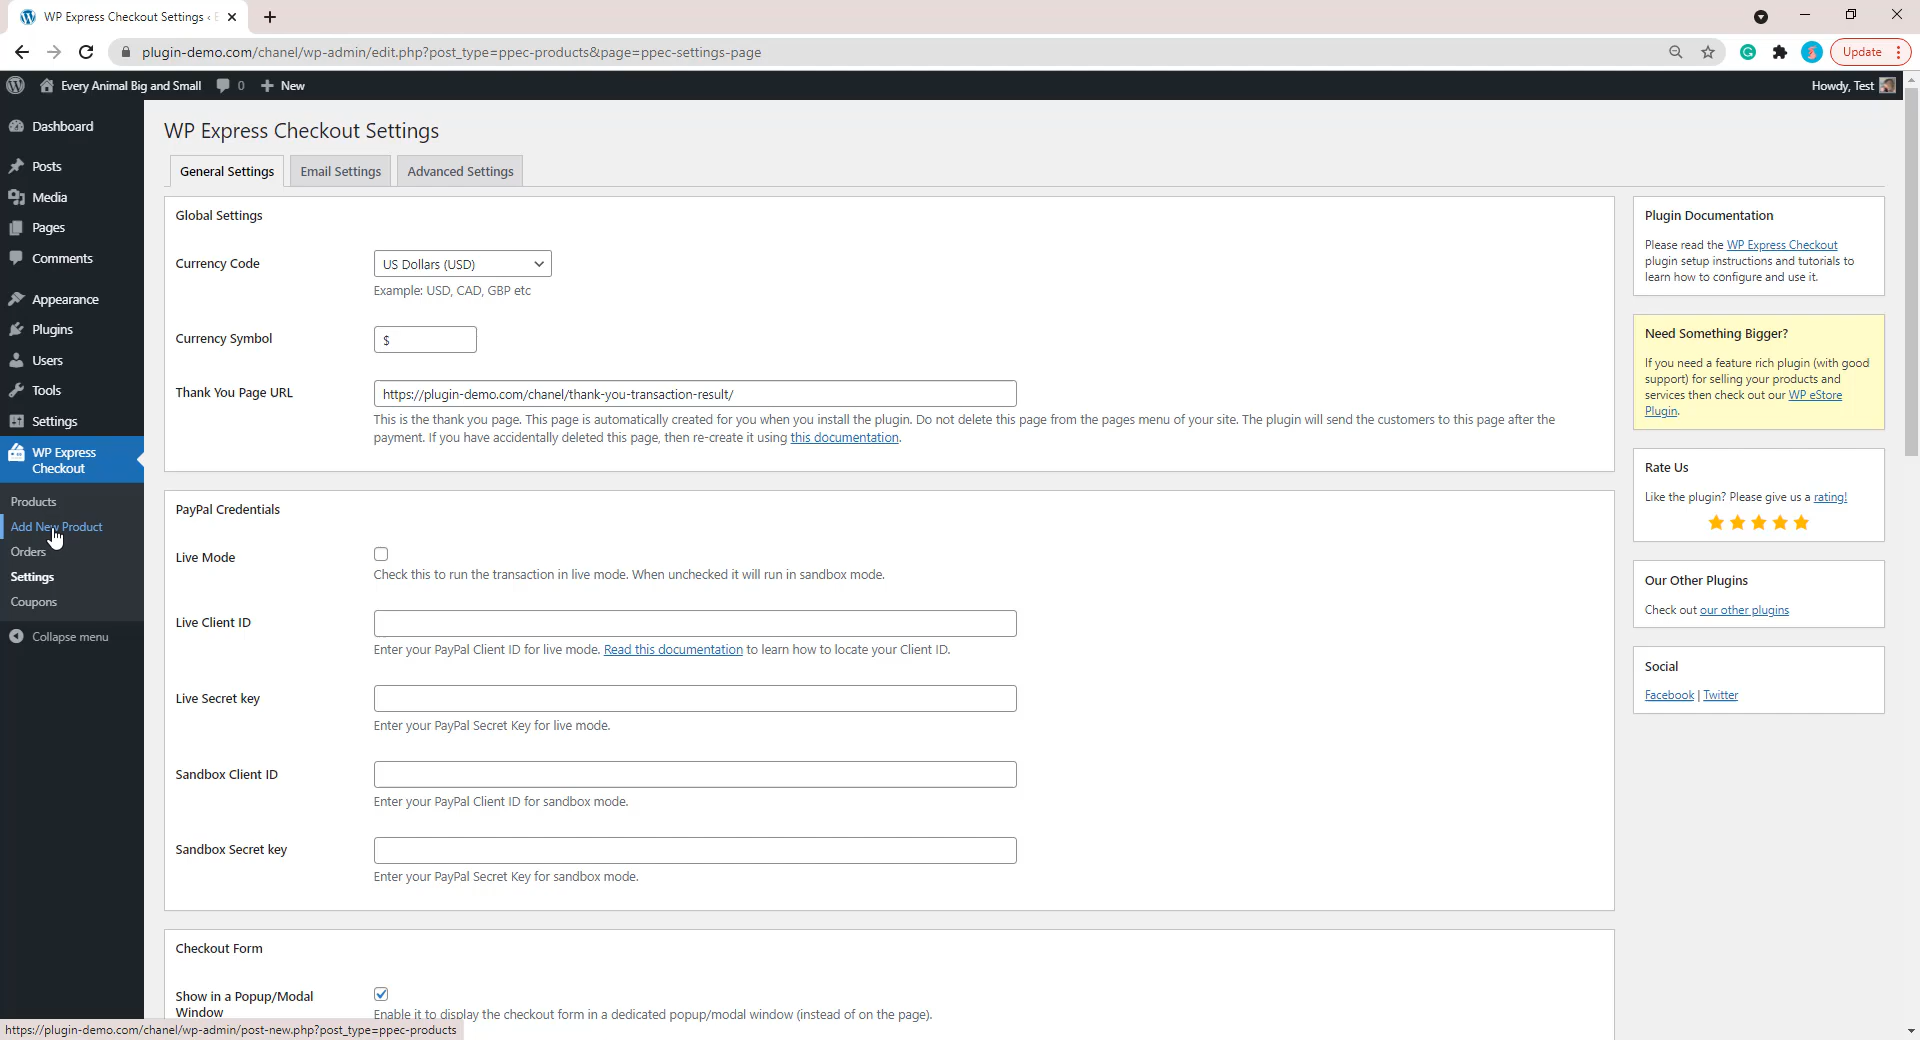 WP Express Checkout Settings ‹ E
plugin-demo.com/chanel/wp-admin/edit.php?post_type=ppec-products&page=ppec-settings-page
Update
Every Animal Big and Small
0
New
Howdy, Test
Dashboard
Posts
Media
Pages
Comments
Appearance
Plugins
Users
Tools
Settings
WP Express
Checkout
Products
Add New Product
Orders
Settings
Coupons
Collapse menu
WP Express Checkout Settings
General Settings
Email Settings
Advanced Settings
Global Settings
Currency Code
US Dollars (USD)
Example: USD, CAD, GBP etc
Currency Symbol
$
Thank You Page URL
https://plugin-demo.com/chanel/thank-you-transaction-result/
This is the thank you page. This page is automatically created for you when you install the plugin. Do not delete this page from the pages menu of your site. The plugin will send the customers to this page after the
payment. If you have accidentally deleted this page, then re-create it using this documentation.
PayPal Credentials
Live Mode
Check this to run the transaction in live mode. When unchecked it will run in sandbox mode.
Live Client ID
Enter your PayPal Client ID for live mode. Read this documentation to learn how to locate your Client ID.
Live Secret key
Enter your PayPal Secret Key for live mode.
Sandbox Client ID
Enter your PayPal Client ID for sandbox mode.
Sandbox Secret key
Enter your PayPal Secret Key for sandbox mode.
Checkout Form
Show in a Popup/Modal
Window
Enable it to display the checkout form in a dedicated popup/modal window (instead of on the page).
Plugin Documentation
Please read the WP Express Checkout
plugin setup instructions and tutorials to
learn how to configure and use it.
Need Something Bigger?
If you need a feature rich plugin (with good
support) for selling your products and
services then check out our WP eStore
Plugin.
Rate Us
Like the plugin? Please give us a rating!
Our Other Plugins
Check out our other plugins
Social
Facebook | Twitter
https://plugin-demo.com/chanel/wp-admin/post-new.php?post_type=ppec-products